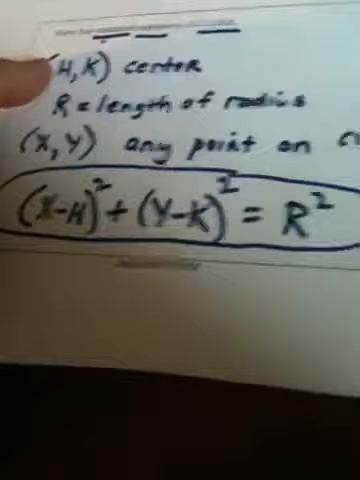 (H, K) center
R = length of radius
(X, Y) any point on
(X-H)² + (Y-K)² = R²